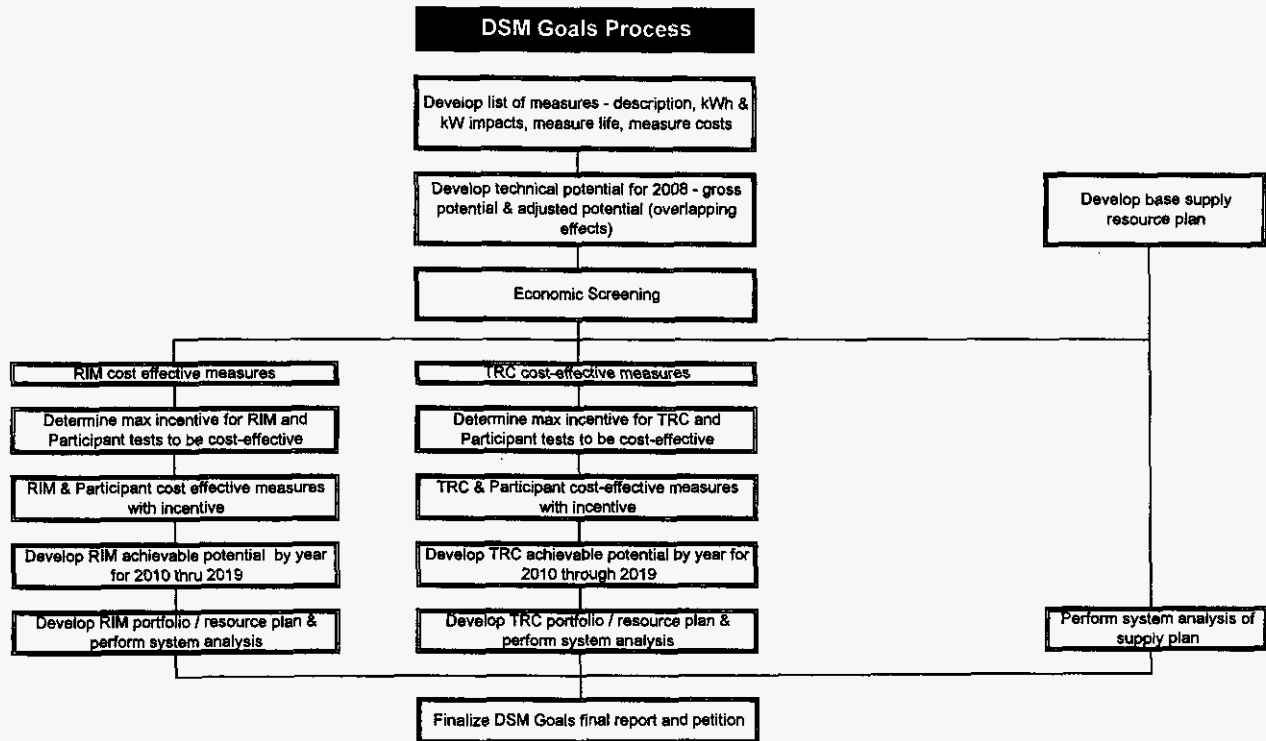 DSM Goals Process
Develop list of measures - description, kWh &
kW impacts, measure life, measure costs
Develop technical potential for 2008 - gross
potential & adjusted potential (overlapping
effects)
Develop base supply
resource plan
Economic Screening
RIM cost effective measures
TRC cost-effective measures
Determine max incentive for RIM and
Participant tests to be cost-effective
Determine max incentive for TRC and
Participant tests to be cost-effective
RIM & Participant cost effective measures
with incentive
TRC & Participant cost-effective measures
with incentive
Develop RIM achievable potential by year
for 2010 thru 2019
Develop TRC achievable potential by year for
2010 through 2019
Develop RIM portfolio / resource plan &
perform system analysis
Develop TRC portfolio / resource plan &
perform system analysis
Perform system analysis of
supply plan
Finalize DSM Goals final report and petition